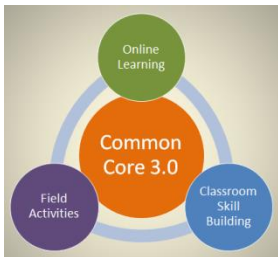 Online
Learning
Common
Core 3.0
Field
Activities
Classroom
Skill
Building